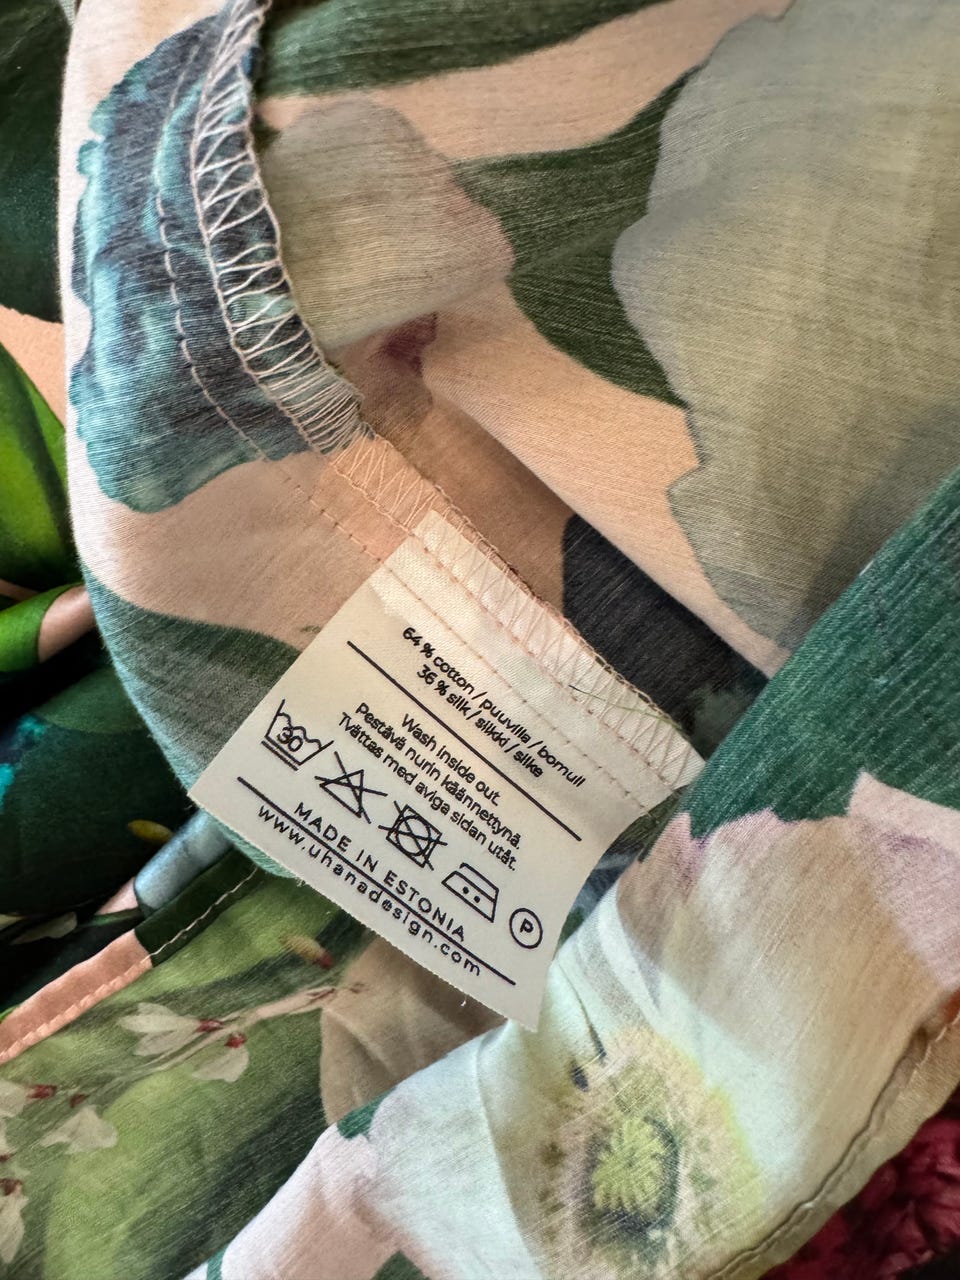 64 % cotton / puuvilla / bomull
36 % silk / silkki / silke
Wash inside out.
Pestävä nurin käännettynä.
Tvättas med aviga sidan utåt.
30
P
MADE IN ESTONIA
www.uhanadesign.com